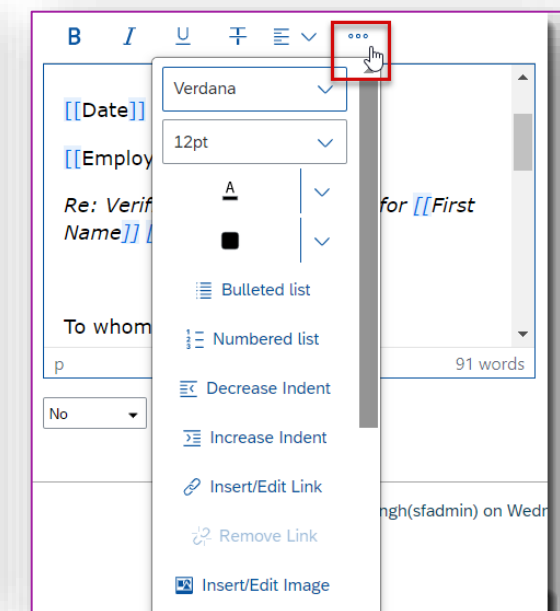 B I U T
Verdana
12pt
A
[[Date]]
[[Employ
Re: Verif for [[First
Name]] [
To whom
p 91 words
No
Bulleted list
Numbered list
Decrease Indent
Increase Indent
Insert/Edit Link
Remove Link
Insert/Edit Image
ngh(sfadmin) on Wedn